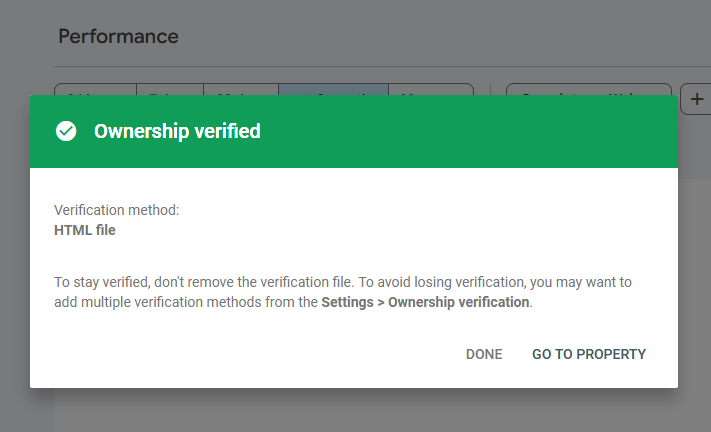 Performance
Ownership verified
Verification method:
HTML file
To stay verified, don't remove the verification file. To avoid losing verification, you may want to
add multiple verification methods from the Settings > Ownership verification.
DONE
GO TO PROPERTY